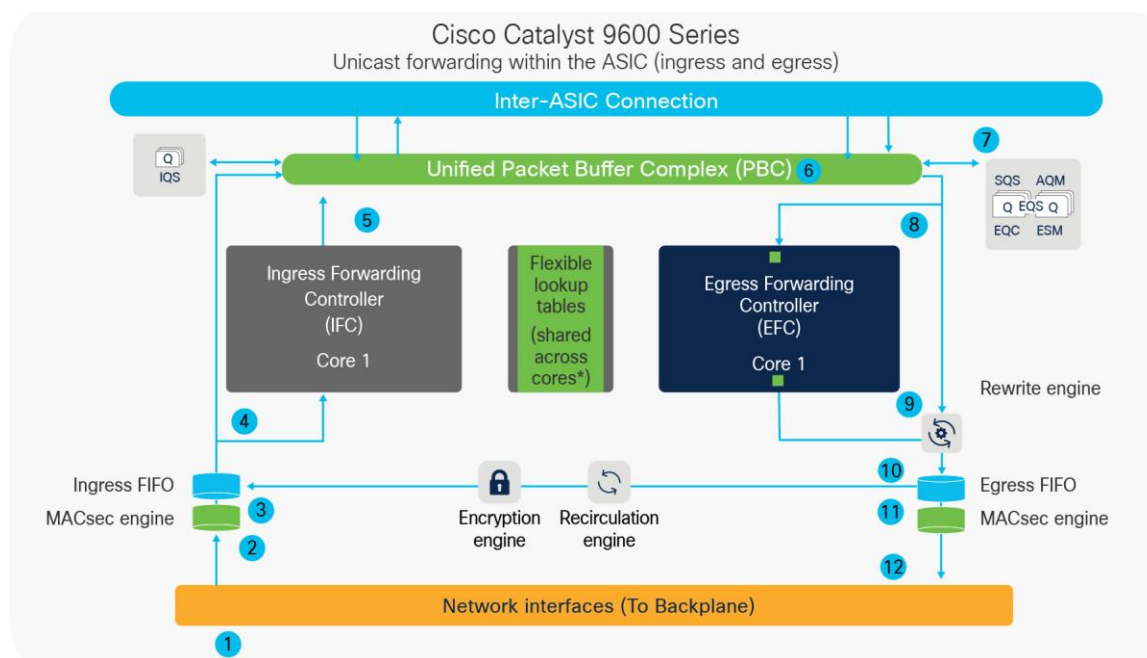 Cisco Catalyst 9600 Series
Unicast forwarding within the ASIC (ingress and egress)
Inter-ASIC Connection
Q
IQS
Unified Packet Buffer Complex (PBC)
6
7
SQS AQM
Q EQS Q
EQC ESM
5
8
Ingress Forwarding
Controller
(IFC)
Core 1
Flexible
lookup
tables
(shared
across
cores*)
Egress Forwarding
Controller
(EFC)
Core 1
4
9
Rewrite engine
Ingress FIFO
MACsec engine
3
2
Encryption
engine
Recirculation
engine
10
Egress FIFO
11
MACsec engine
12
Network interfaces (To Backplane)
1